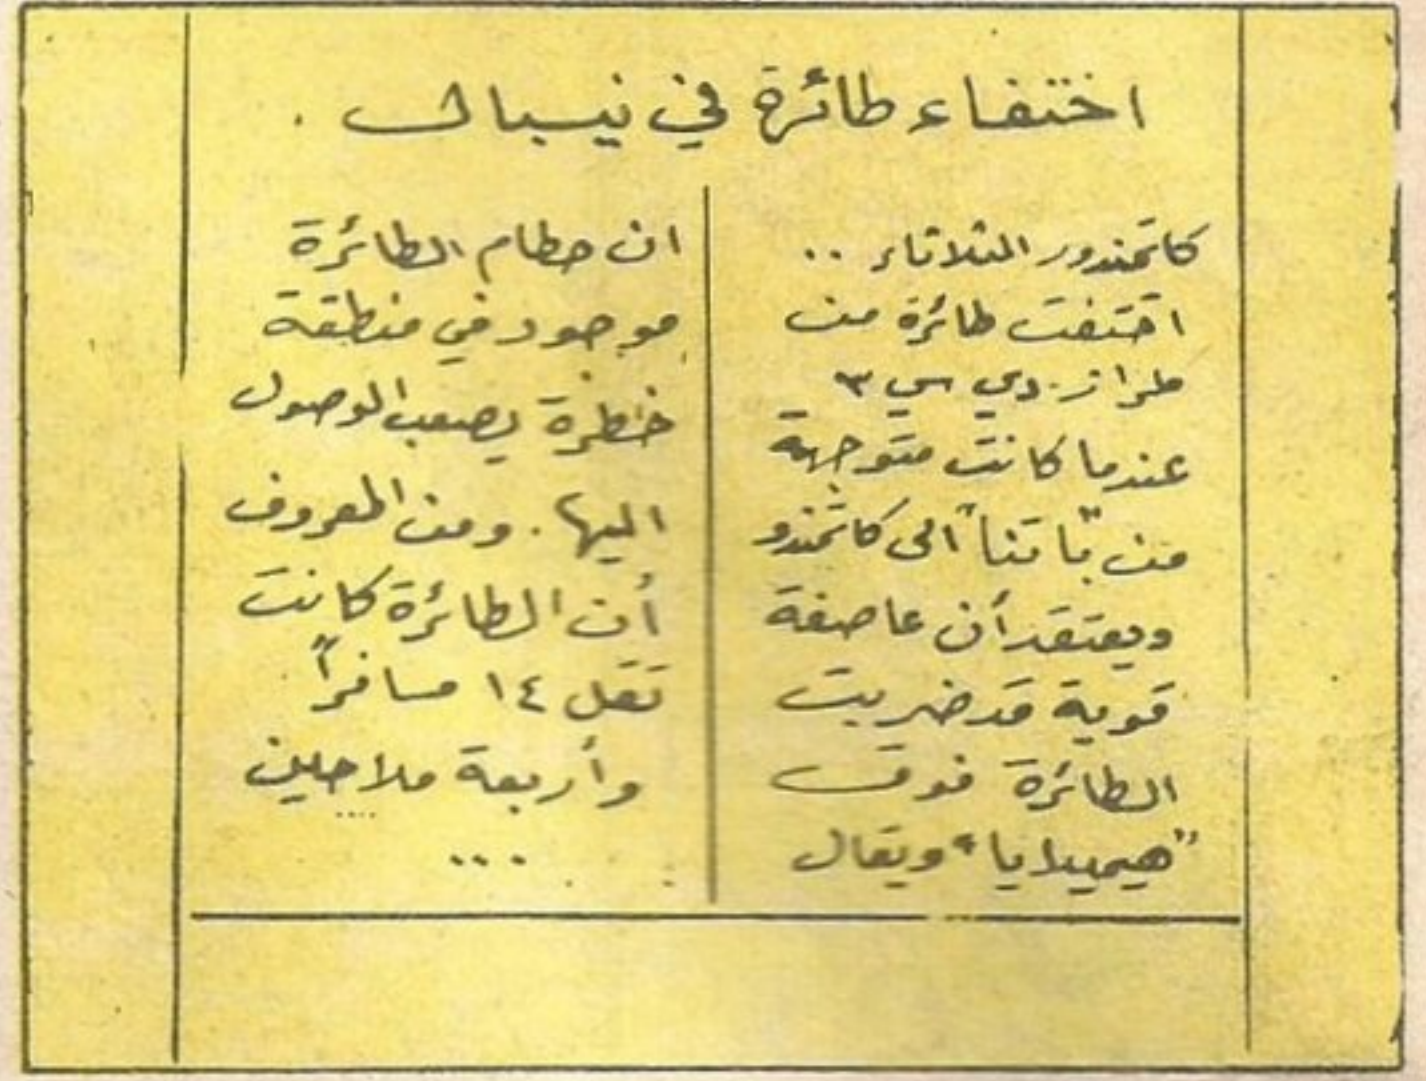 اختفاء طائرة في نيبال .
كاتمندور الثلاثاء ..
اختفت طائرة من
طراز . دي سي ٣
عندما كانت متوجهة
من "باتنا" الى كاتمندو
ويعتقد أن عاصفة
قوية قد ضربت
الطائرة فوق
"هيميلايا" ويقال
ان حطام الطائرة
موجود في منطقة
خطرة يصعب الوصول
اليها . ومن المعروف
أن الطائرة كانت
تقل ١٤ مسافراً
وأربعة ملاحين
...